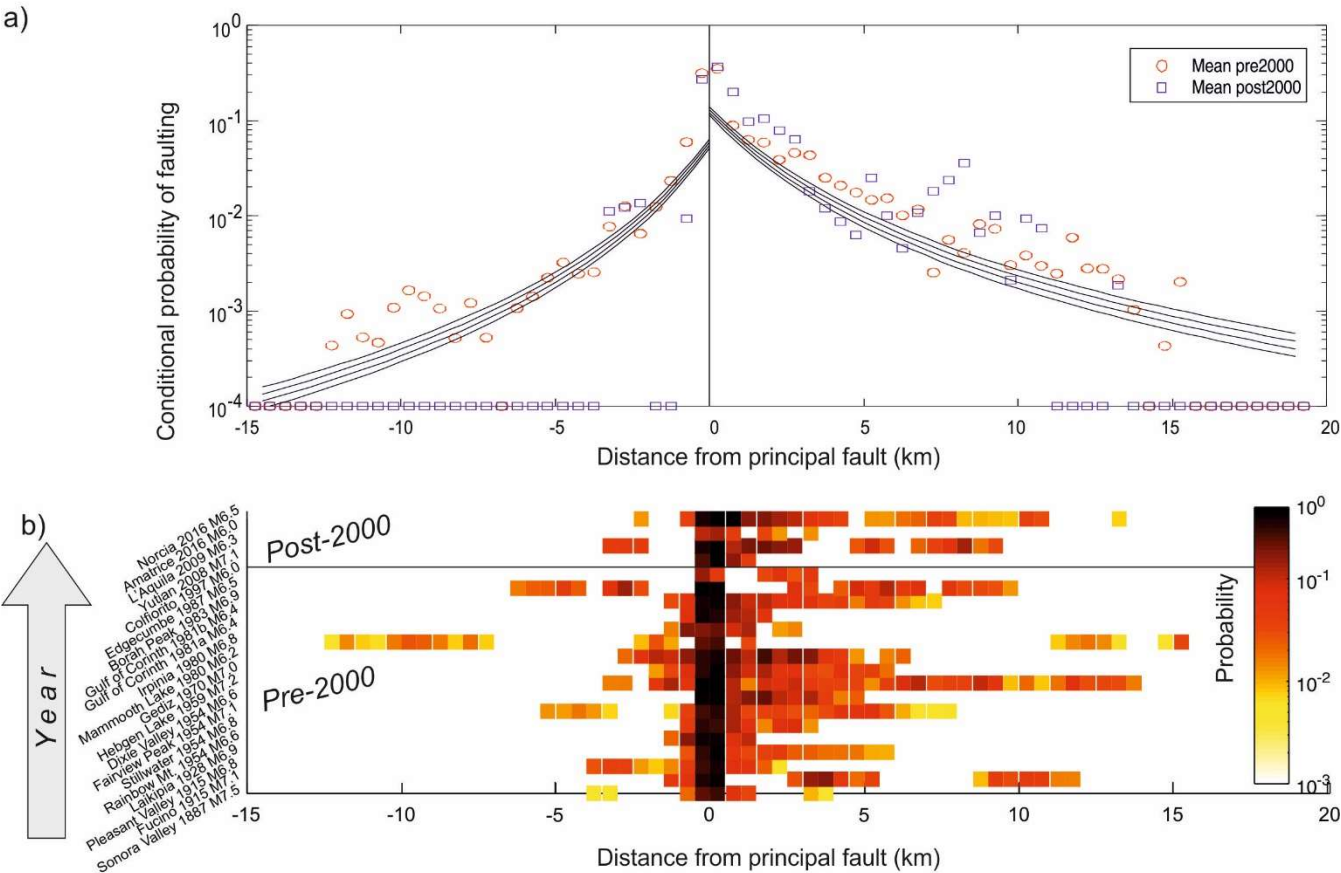 a)
Conditional probability of faulting
10^0
10^-1
10^-2
10^-3
10^-4
Mean pre2000
Mean post2000
-15 -10 -5 0 5 10 15 20
Distance from principal fault (km)
b)
Year
Norcia 2016 M6.5
Amatrice 2016 M6.0
L'Aquila 2009 M6.3
Yutian 2008 M7.1
Colfiorito 1997 M6.0
Edgecumbe 1987 M6.5
Borah Peak 1983 M6.9
Gulf of Corinth 1981b M6.4
Gulf of Corinth 1981a M6.4
Irpinia 1980 M6.8
Mammooth Lake 1980 M6.2
Gediz 1970 M7.0
Hebgen Lake 1959 M7.2
Dixie Valley 1954 M6.6
Fairview Peak 1954 M7.1
Stillwater 1954 M6.8
Rainbow Mt. 1954 M6.6
Laikipia 1928 M6.9
Pleasant Valley 1915 M6.8
Fucino 1915 M7.1
Sonora Valley 1887 M7.5
Post-2000
Pre-2000
Probability
10^0
10^-1
10^-2
10^-3
-15 -10 -5 0 5 10 15 20
Distance from principal fault (km)